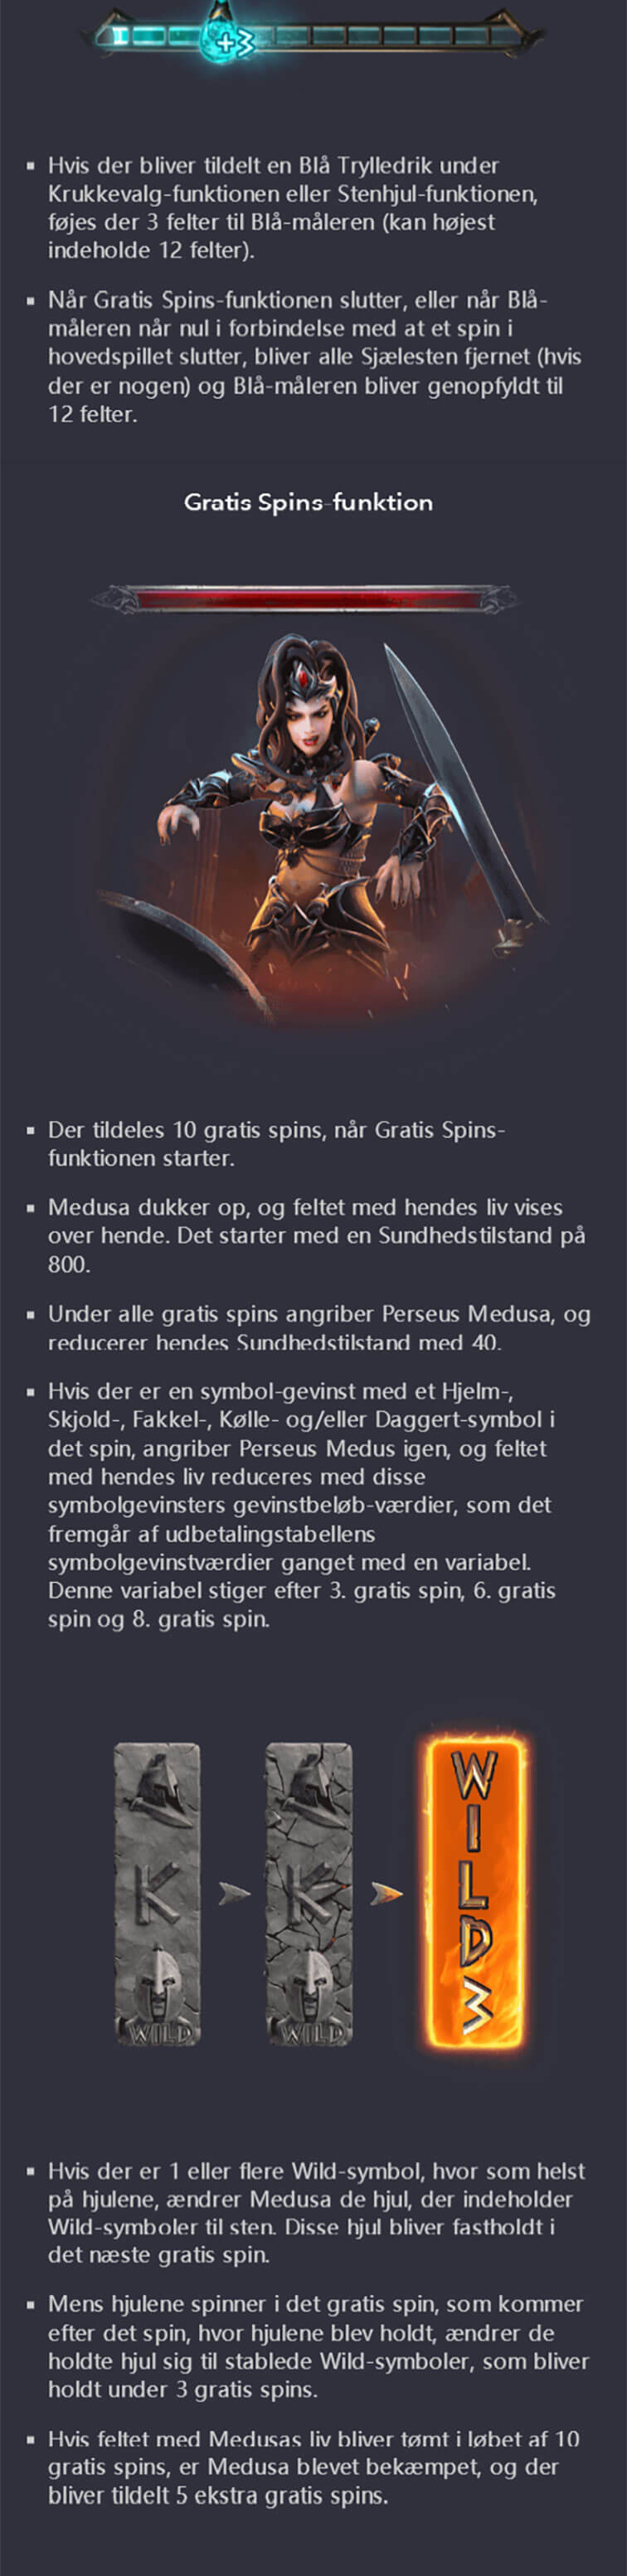 +3
Hvis der bliver tildelt en Blå Trylledrik under
Krukkevalg-funktionen eller Stenhjul-funktionen,
føjes der 3 felter til Blå-måleren (kan højest
indeholde 12 felter).
Når Gratis Spins-funktionen slutter, eller når Blå-
måleren når nul i forbindelse med at et spin i
hovedspillet slutter, bliver alle Sjælesten fjernet (hvis
der er nogen) og Blå-måleren bliver genopfyldt til
12 felter.
Gratis Spins-funktion
Der tildeles 10 gratis spins, når Gratis Spins-
funktionen starter.
Medusa dukker op, og feltet med hendes liv vises
over hende. Det starter med en Sundhedstilstand på
800.
Under alle gratis spins angriber Perseus Medusa, og
reducerer hendes Sundhedstilstand med 40.
Hvis der er en symbol-gevinst med et Hjelm-,
Skjold-, Fakkel-, Kølle- og/eller Daggert-symbol i
det spin, angriber Perseus Medus igen, og feltet
med hendes liv reduceres med disse
symbolgevinsters gevinstbeløb-værdier, som det
fremgår af udbetalingstabellens
symbolgevinstværdier ganget med en variabel.
Denne variabel stiger efter 3. gratis spin, 6. gratis
spin og 8. gratis spin.
K
WILD
K
WILD
WILD
3
Hvis der er 1 eller flere Wild-symbol, hvor som helst
på hjulene, ændrer Medusa de hjul, der indeholder
Wild-symboler til sten. Disse hjul bliver fastholdt i
det næste gratis spin.
Mens hjulene spinner i det gratis spin, som kommer
efter det spin, hvor hjulene blev holdt, ændrer de
holdte hjul sig til stablede Wild-symboler, som bliver
holdt under 3 gratis spins.
Hvis feltet med Medusas liv bliver tømt i løbet af 10
gratis spins, er Medusa blevet bekæmpet, og der
bliver tildelt 5 ekstra gratis spins.